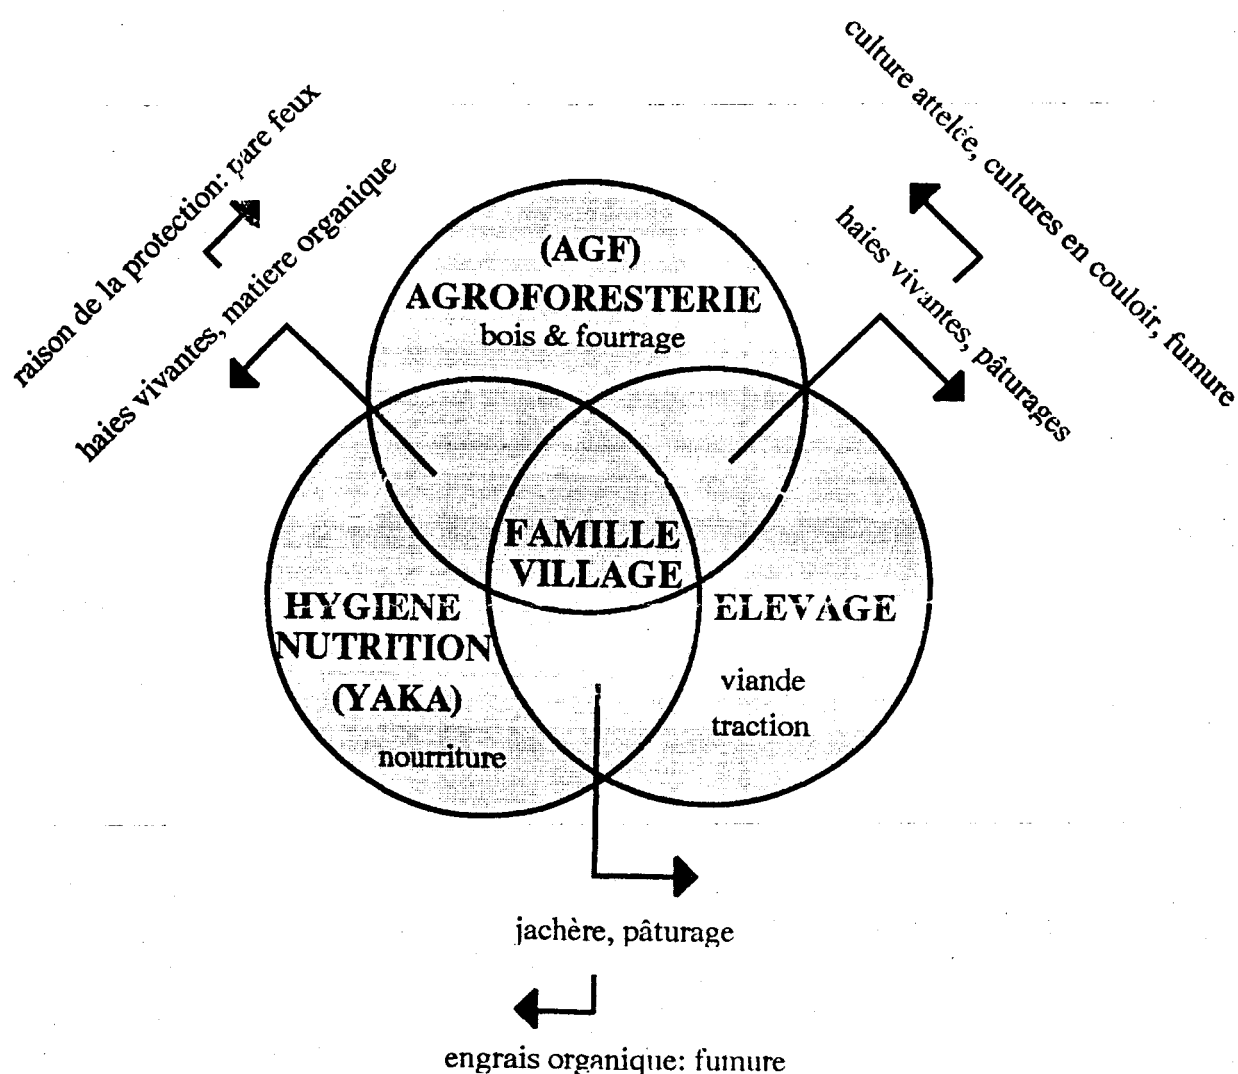 raison de la protection: pare feux
haies vivantes, matiere organique
culture attelée, cultures en couloir, fumure
haies vivantes, pâturages
(AGF)
AGROFORESTERIE
bois & fourrage
FAMILLE
VILLAGE
HYGIENE
NUTRITION
(YAKA)
nourriture
ELEVAGE
viande
traction
jachère, pâturage
engrais organique: fumure